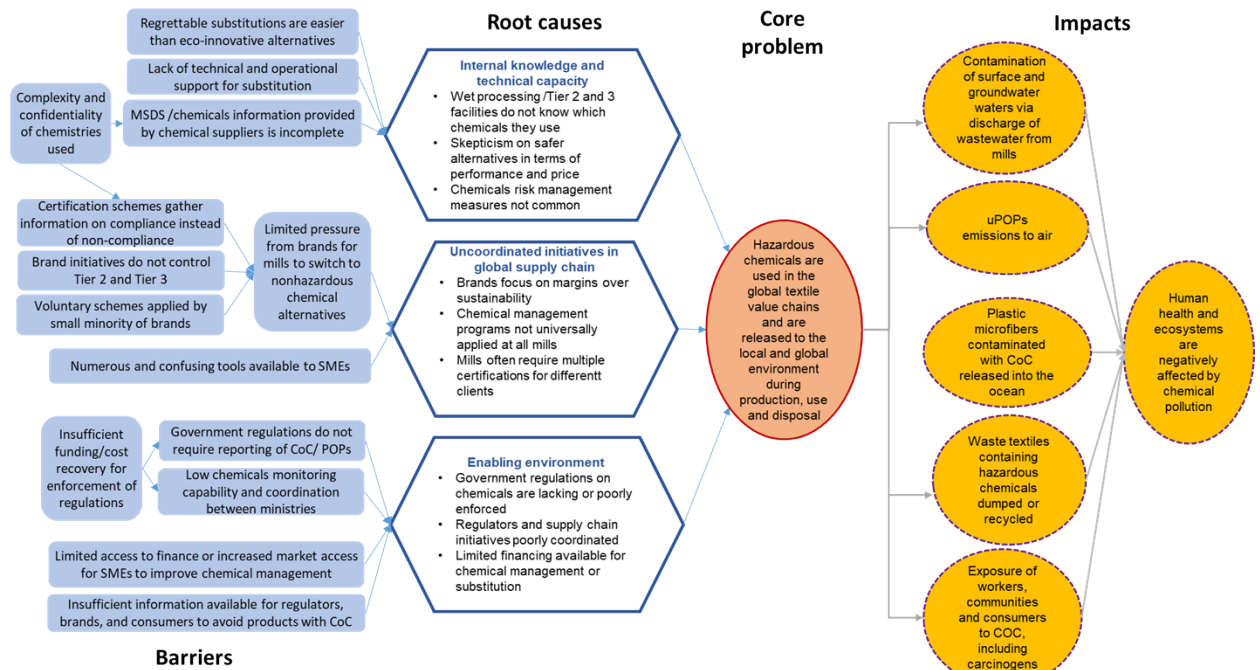 Root causes
Core
problem
Impacts
Regrettable substitutions are easier
than eco-innovative alternatives
Lack of technical and operational
support for substitution
Complexity and
confidentiality
of chemistries
used
MSDS /chemicals information provided
by chemical suppliers is incomplete
Certification schemes gather
information on compliance instead
of non-compliance
Brand initiatives do not control
Tier 2 and Tier 3
Voluntary schemes applied by
small minority of brands
Limited pressure
from brands for
mills to switch to
nonhazardous
chemical
alternatives
Numerous and confusing tools available to SMEs
Insufficient
funding/cost
recovery for
enforcement of
regulations
Government regulations do not
require reporting of CoC/ POPs
Low chemicals monitoring
capability and coordination
between ministries
Limited access to finance or increased market access
for SMEs to improve chemical management
Insufficient information available for regulators,
brands, and consumers to avoid products with CoC
Barriers
Internal knowledge and
technical capacity
• Wet processing /Tier 2 and 3
facilities do not know which
chemicals they use
• Skepticism on safer
alternatives in terms of
performance and price
• Chemicals risk management
measures not common
Uncoordinated initiatives in
global supply chain
• Brands focus on margins over
sustainability
• Chemical management
programs not universally
applied at all mills
• Mills often require multiple
certifications for differentt
clients
Enabling environment
• Government regulations on
chemicals are lacking or poorly
enforced
• Regulators and supply chain
initiatives poorly coordinated
• Limited financing available for
chemical management or
substitution
Hazardous
chemicals are
used in the
global textile
value chains
and are
released to the
local and global
environment
during
production, use
and disposal
Contamination
of surface and
groundwater
waters via
discharge of
wastewater from
mills
uPOPs
emissions to air
Plastic
microfibers
contaminated
with CoC
released into the
ocean
Waste textiles
containing
hazardous
chemicals
dumped or
recycled
Exposure of
workers,
communities
and consumers
to COC,
including
carcinogens
Human
health and
ecosystems
are
negatively
affected by
chemical
pollution